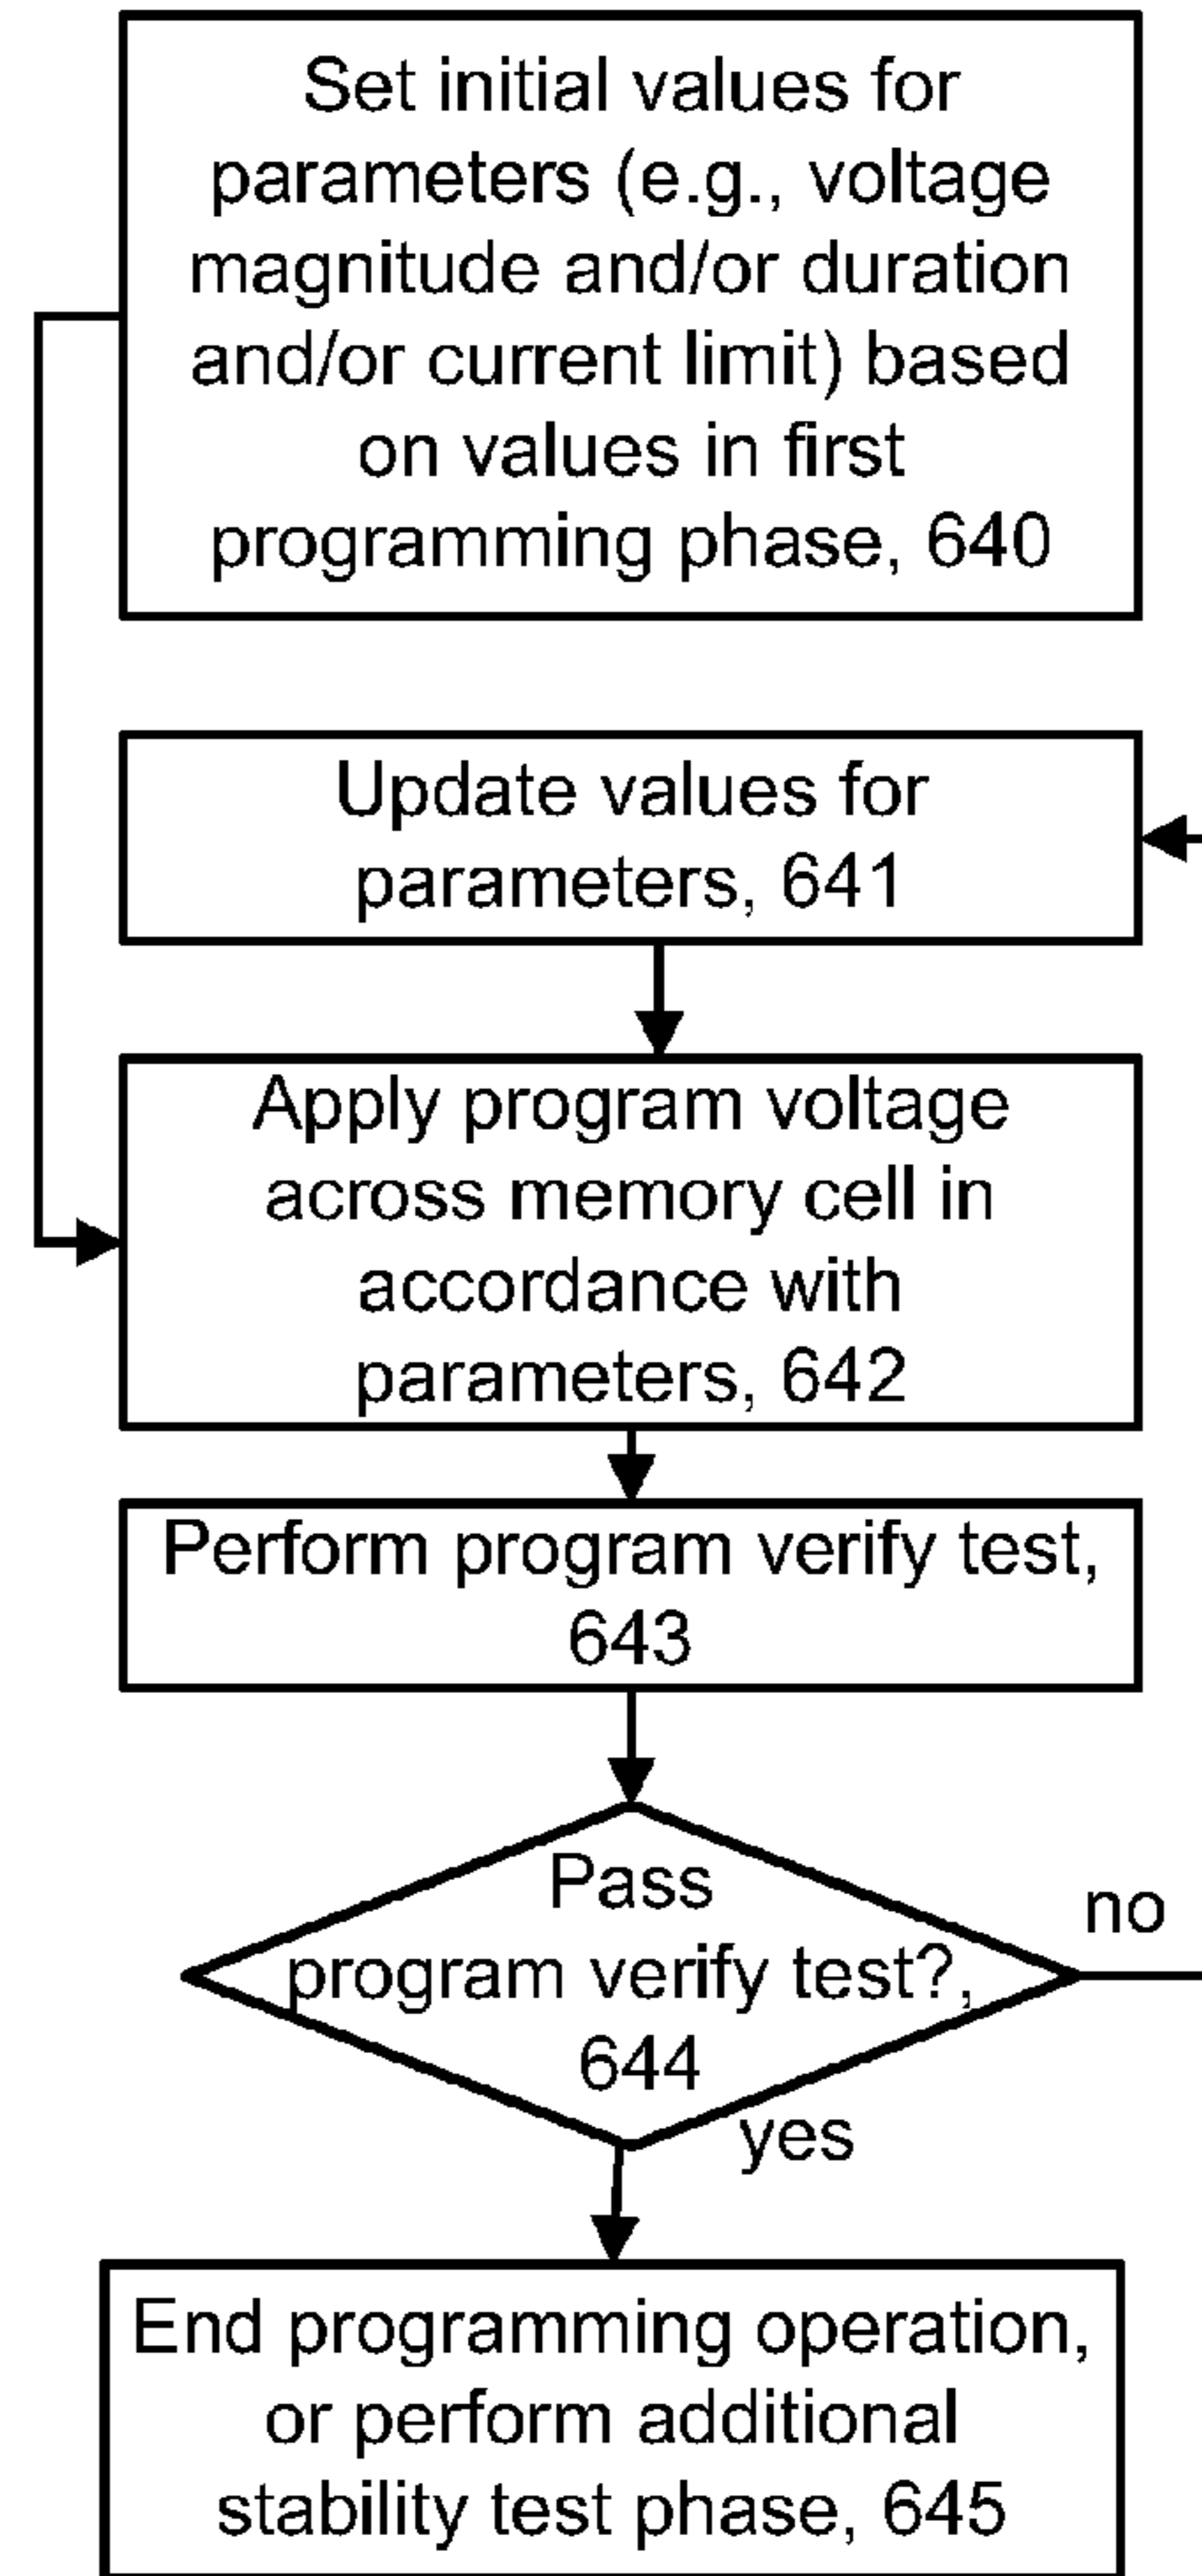 Set initial values for
parameters (e.g., voltage
magnitude and/or duration
and/or current limit) based
on values in first
programming phase, 640
Update values for
parameters, 641
Apply program voltage
across memory cell in
accordance with
parameters, 642
Perform program verify test,
643
Pass
program verify test?,
644
no
yes
End programming operation,
or perform additional
stability test phase, 645